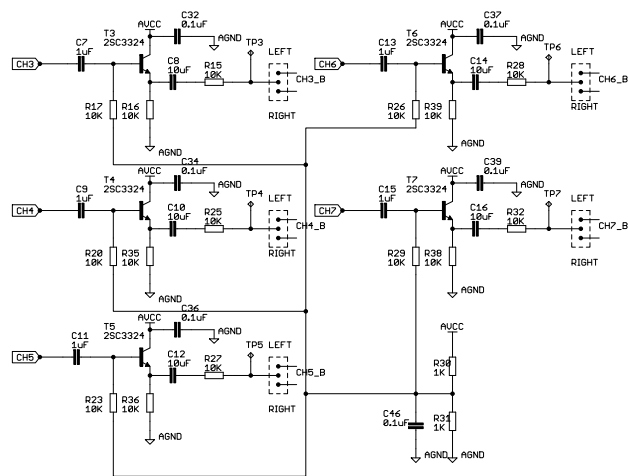 AVCC
C32
0.1uF
AGND
T3
2SC3324
C7
1uF
CH3
C8
10uF
R15
10K
TP3
LEFT
CH3_B
RIGHT
R17
10K
R16
10K
AGND
AVCC
C37
0.1uF
AGND
T6
2SC3324
C13
1uF
CH6
C14
10uF
R28
10K
TP6
LEFT
CH6_B
RIGHT
R26
10K
R39
10K
AGND
AVCC
C34
0.1uF
AGND
T4
2SC3324
C9
1uF
CH4
C10
10uF
R25
10K
TP4
LEFT
CH4_B
RIGHT
R20
10K
R35
10K
AGND
AVCC
C39
0.1uF
AGND
T7
2SC3324
C15
1uF
CH7
C16
10uF
R32
10K
TP7
LEFT
CH7_B
RIGHT
R29
10K
R38
10K
AGND
AVCC
C36
0.1uF
AGND
T5
2SC3324
C11
1uF
CH5
C12
10uF
R27
10K
TP5
LEFT
CH5_B
RIGHT
R23
10K
R36
10K
AGND
AVCC
R30
1K
R31
1K
C46
0.1uF
AGND
AGND